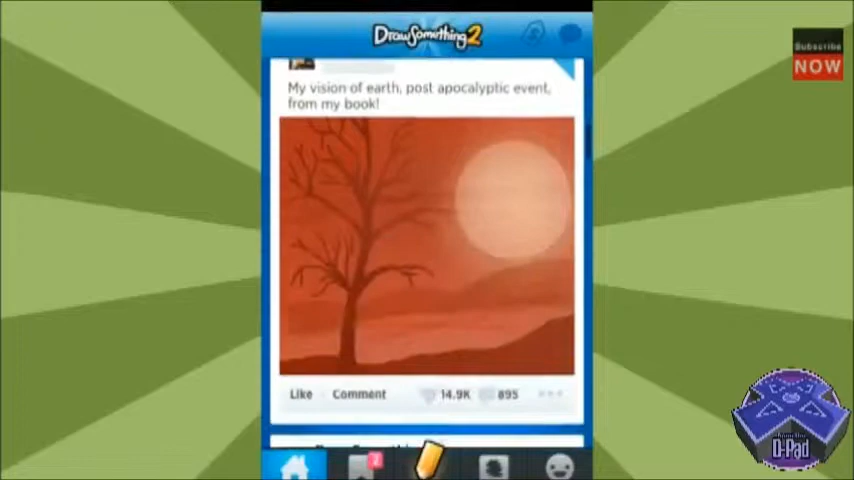 DrawSomething2
Subscribe
NOW
My vision of earth, post apocalyptic event,
from my book!
Like Comment 14.9K 895
2
D-Pad